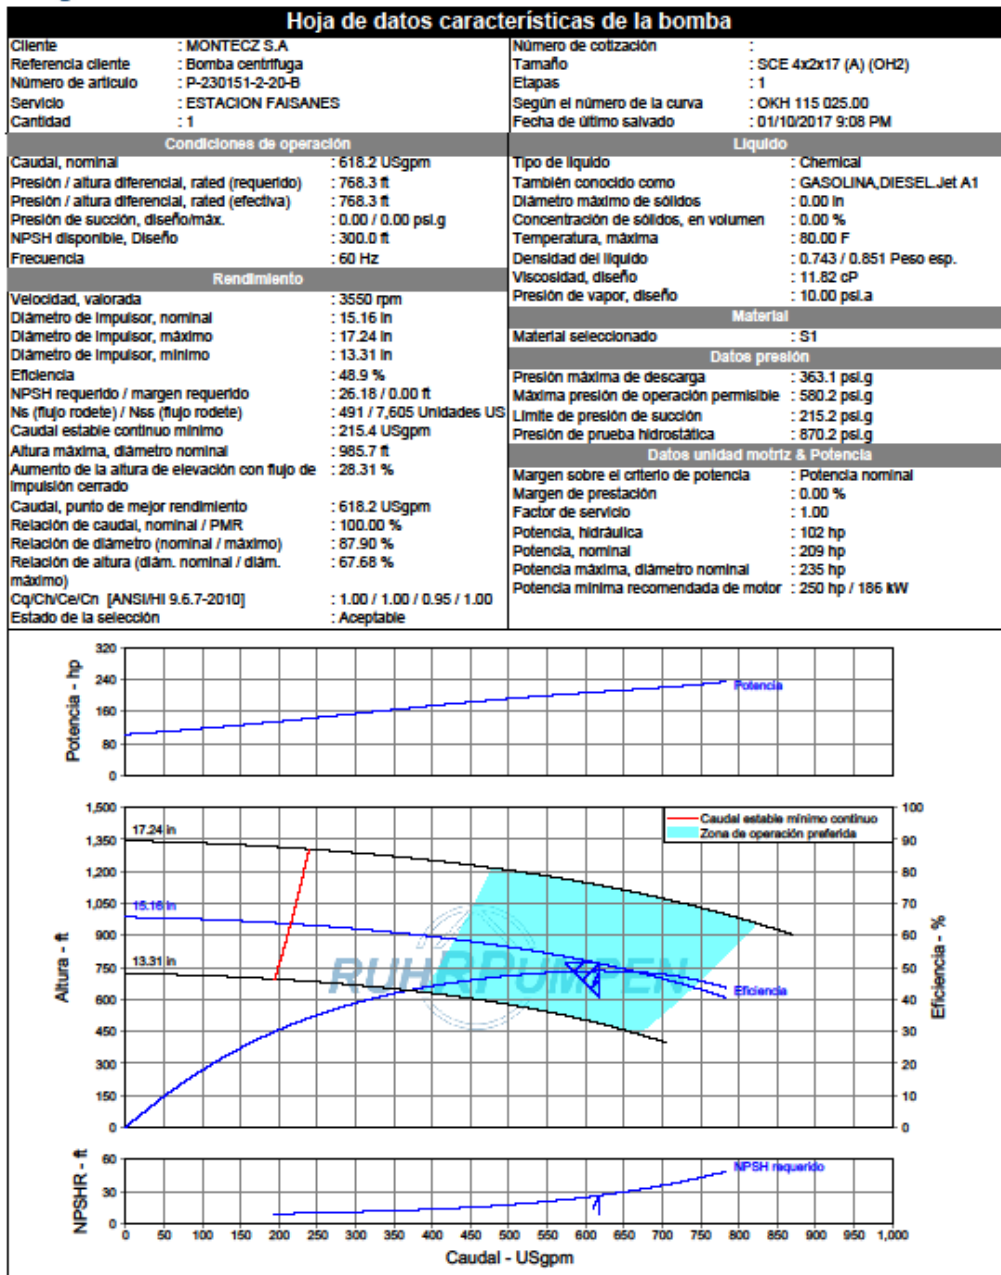 Hoja de datos características de la bomba
Cliente : MONTECZ S.A
Referencia cliente : Bomba centrifuga
Número de artículo : P-230151-2-20-B
Servicio : ESTACION FAISANES
Cantidad : 1
Número de cotización :
Tamaño : SCE 4x2x17 (A) (OH2)
Etapas : 1
Según el número de la curva : OKH 115 025.00
Fecha de último salvado : 01/10/2017 9:08 PM
Condiciones de operación
Caudal, nominal : 618.2 USgpm
Presión / altura diferencial, rated (requerido) : 768.3 ft
Presión / altura diferencial, rated (efectiva) : 768.3 ft
Presión de succión, diseño/máx. : 0.00 / 0.00 psi.g
NPSH disponible, Diseño : 300.0 ft
Frecuencia : 60 Hz
Rendimiento
Velocidad, valorada : 3550 rpm
Diámetro de impulsor, nominal : 15.16 in
Diámetro de impulsor, máximo : 17.24 in
Diámetro de impulsor, mínimo : 13.31 in
Eficiencia : 48.9 %
NPSH requerido / margen requerido : 26.18 / 0.00 ft
Ns (flujo rodete) / Nss (flujo rodete) : 491 / 7,605 Unidades US
Caudal estable continuo mínimo : 215.4 USgpm
Altura máxima, diámetro nominal : 985.7 ft
Aumento de la altura de elevación con flujo de : 28.31 %
impulsión cerrado
Caudal, punto de mejor rendimiento : 618.2 USgpm
Relación de caudal, nominal / PMR : 100.00 %
Relación de diámetro (nominal / máximo) : 87.90 %
Relación de altura (diám. nominal / diám. : 67.68 %
máximo)
Cq/Ch/Ce/Cn [ANSI/HI 9.6.7-2010] : 1.00 / 1.00 / 0.95 / 1.00
Estado de la selección : Aceptable
Líquido
Tipo de líquido : Chemical
También conocido como : GASOLINA,DIESEL.Jet A1
Diámetro máximo de sólidos : 0.00 in
Concentración de sólidos, en volumen : 0.00 %
Temperatura, máxima : 80.00 F
Densidad del líquido : 0.743 / 0.851 Peso esp.
Viscosidad, diseño : 11.82 cP
Presión de vapor, diseño : 10.00 psi.a
Material
Material seleccionado : S1
Datos presión
Presión máxima de descarga : 363.1 psi.g
Máxima presión de operación permisible : 580.2 psi.g
Límite de presión de succión : 215.2 psi.g
Presión de prueba hidrostática : 870.2 psi.g
Datos unidad motriz & Potencia
Margen sobre el criterio de potencia : Potencia nominal
Margen de prestación : 0.00 %
Factor de servicio : 1.00
Potencia, hidráulica : 102 hp
Potencia, nominal : 209 hp
Potencia máxima, diámetro nominal : 235 hp
Potencia mínima recomendada de motor : 250 hp / 186 kW
Potencia - hp
320
240
160
80
0
Potencia
Altura - ft
1,500
1,350
1,200
1,050
900
750
600
450
300
150
0
17.24 in
15.16 in
13.31 in
Caudal estable mínimo continuo
Zona de operación preferida
RUHRPUMPEN
Eficiencia
100
90
80
70
60
50
40
30
20
10
0
Eficiencia - %
NPSHR - ft
60
30
0
NPSH requerido
0 50 100 150 200 250 300 350 400 450 500 550 600 650 700 750 800 850 900 950 1,000
Caudal - USgpm